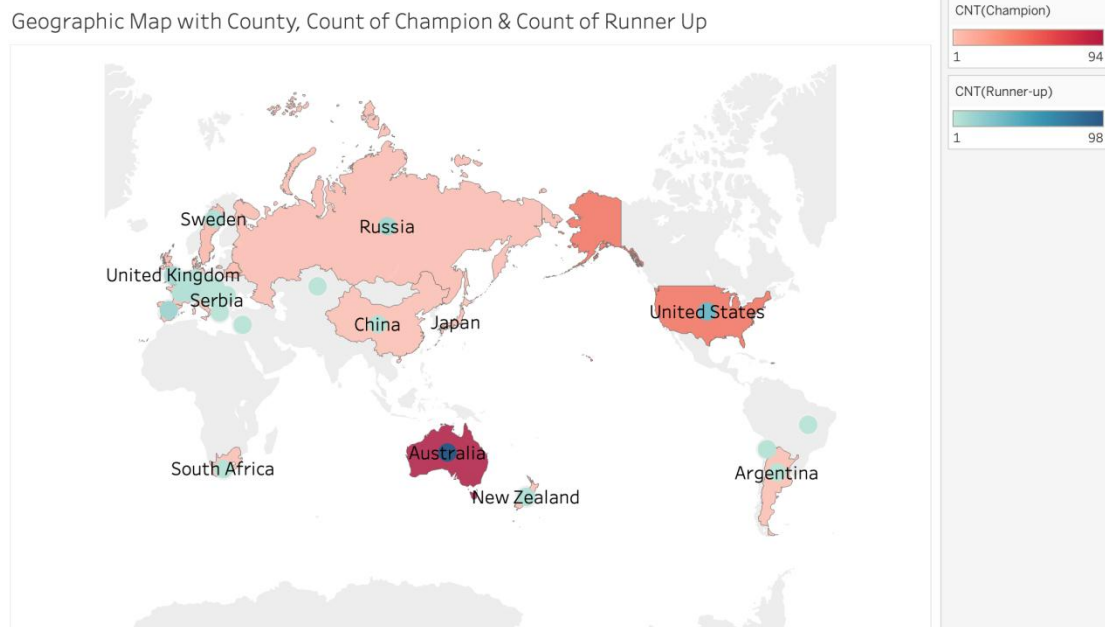 Geographic Map with County, Count of Champion & Count of Runner Up
CNT(Champion)
1 94
CNT(Runner-up)
1 98
Sweden
Russia
United Kingdom
Serbia
China
Japan
United States
Australia
South Africa
Argentina
New Zealand